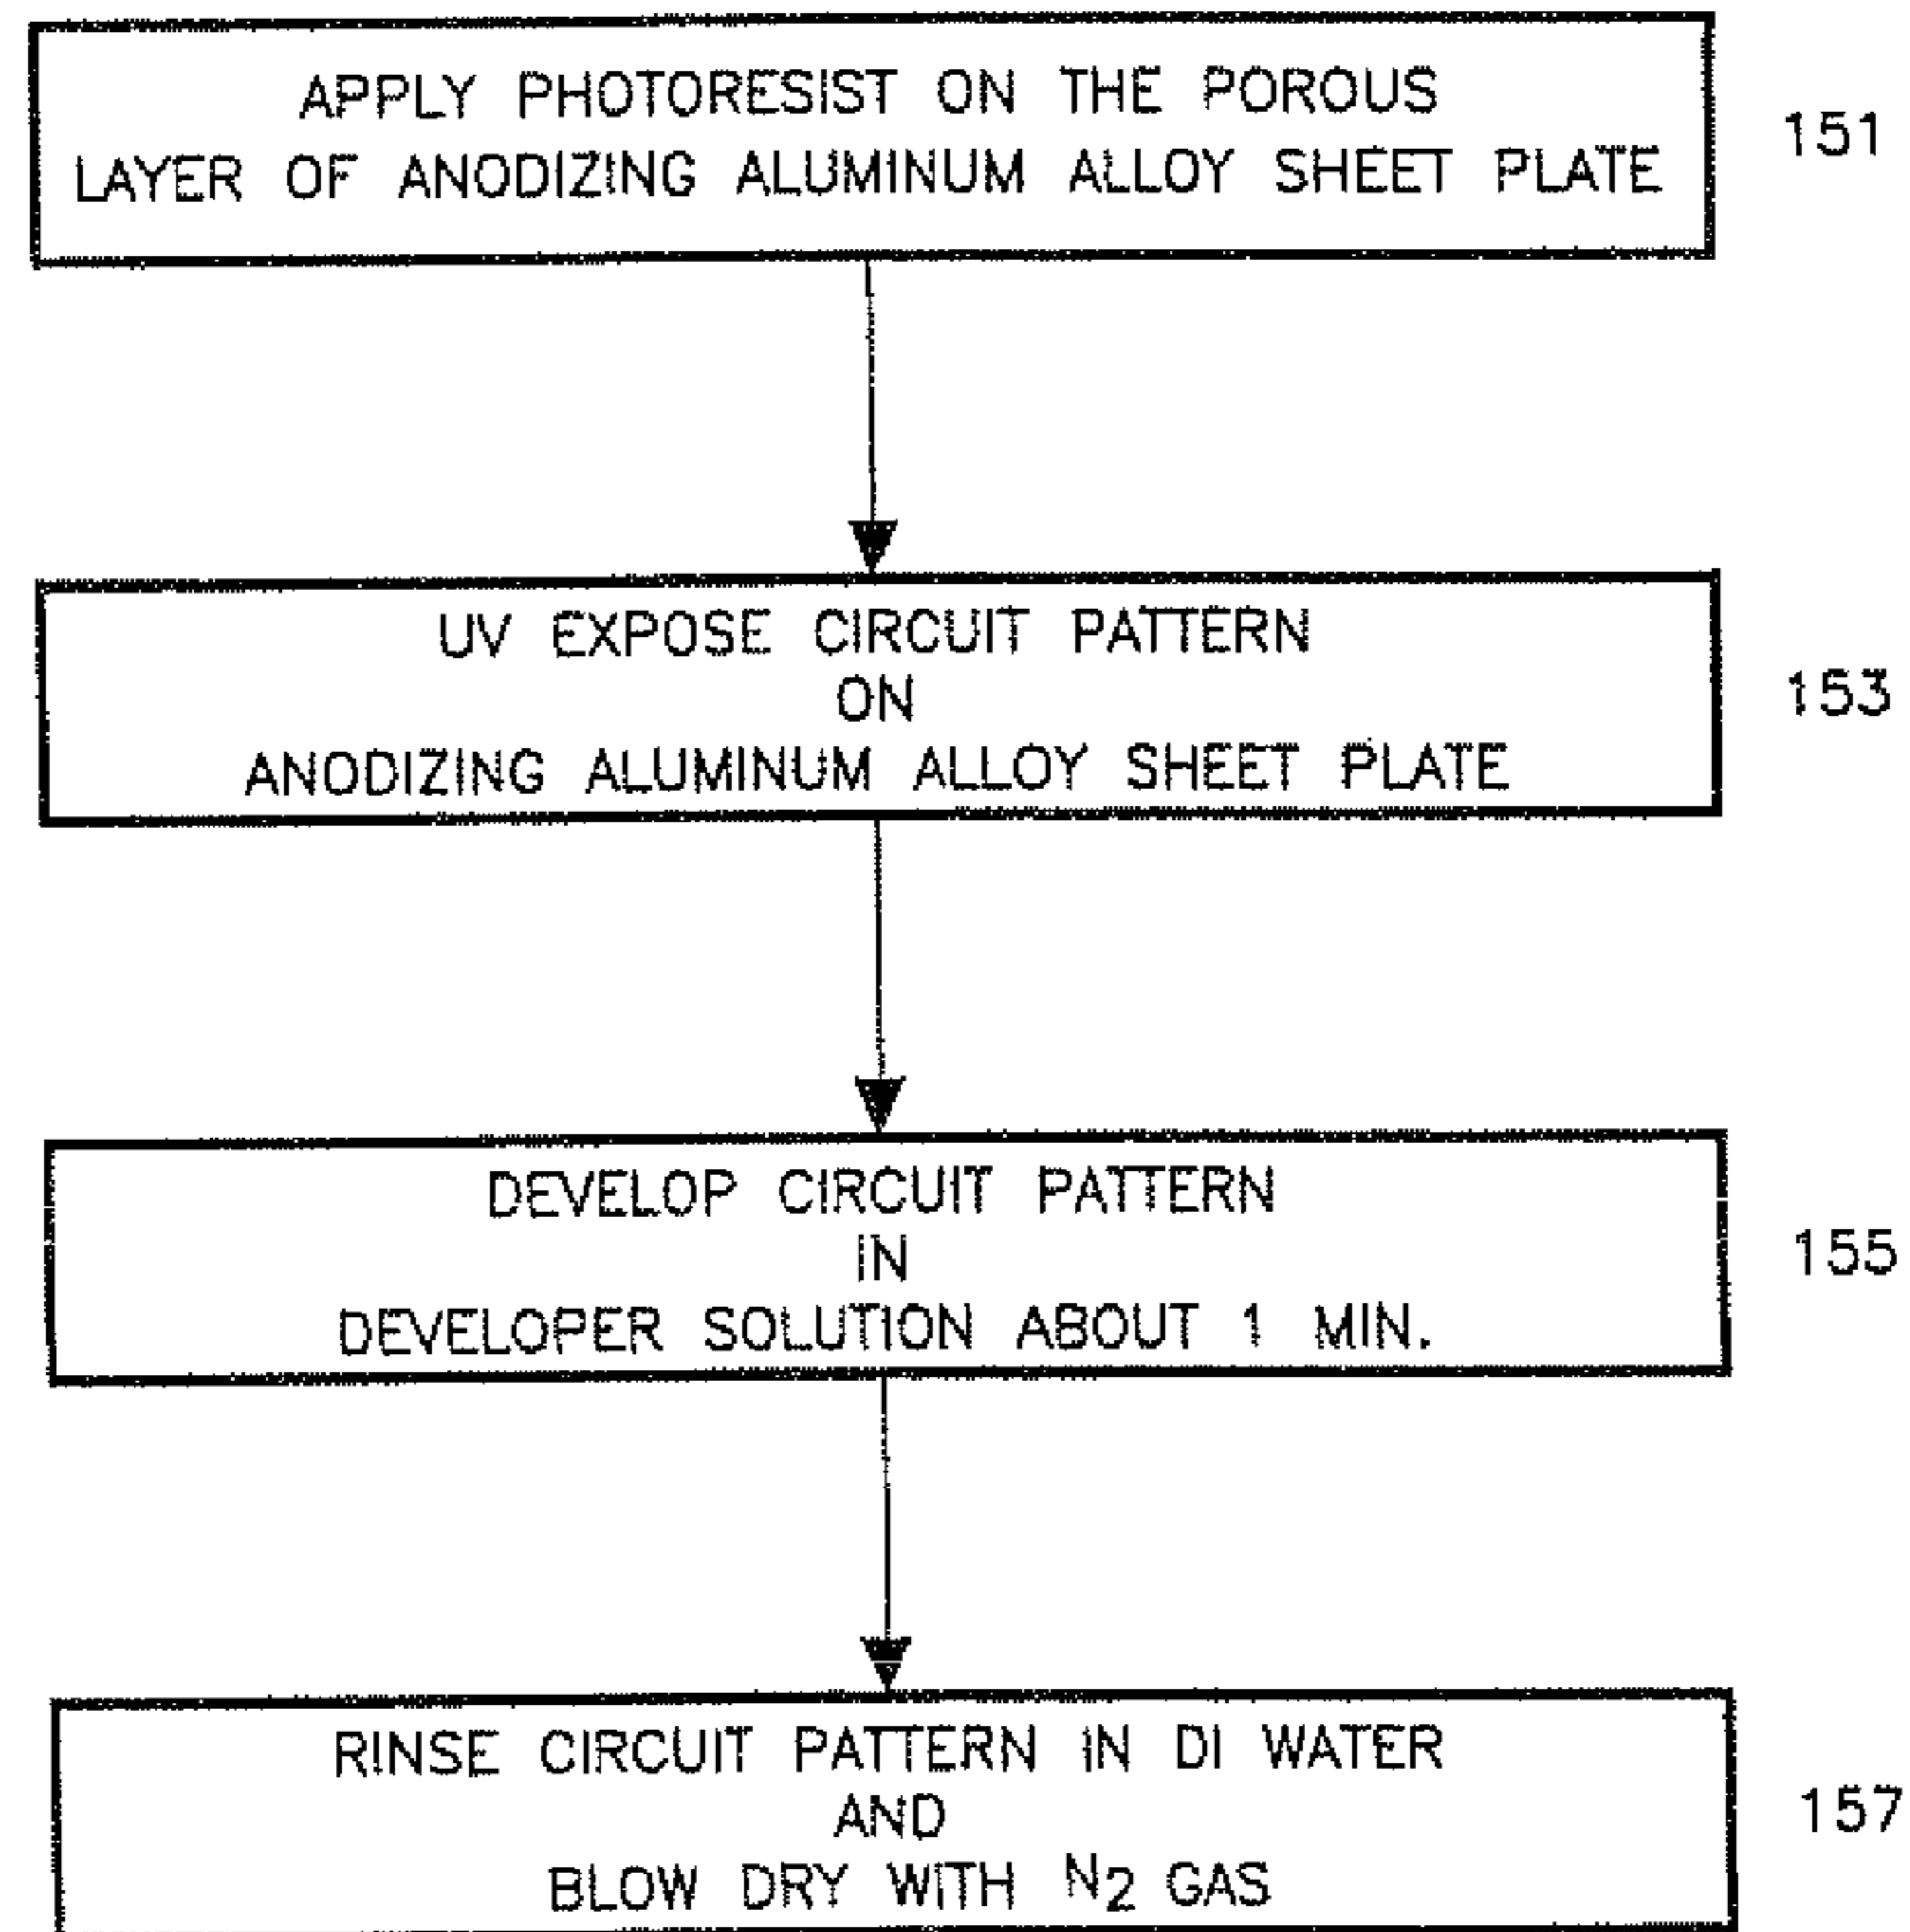 APPLY PHOTORESIST ON THE POROUS
LAYER OF ANODIZING ALUMINUM ALLOY SHEET PLATE
151
UV EXPOSE CIRCUIT PATTERN
ON
ANODIZING ALUMINUM ALLOY SHEET PLATE
153
DEVELOP CIRCUIT PATTERN
IN
DEVELOPER SOLUTION ABOUT 1 MIN.
155
RINSE CIRCUIT PATTERN IN DI WATER
AND
BLOW DRY WITH N2 GAS
157